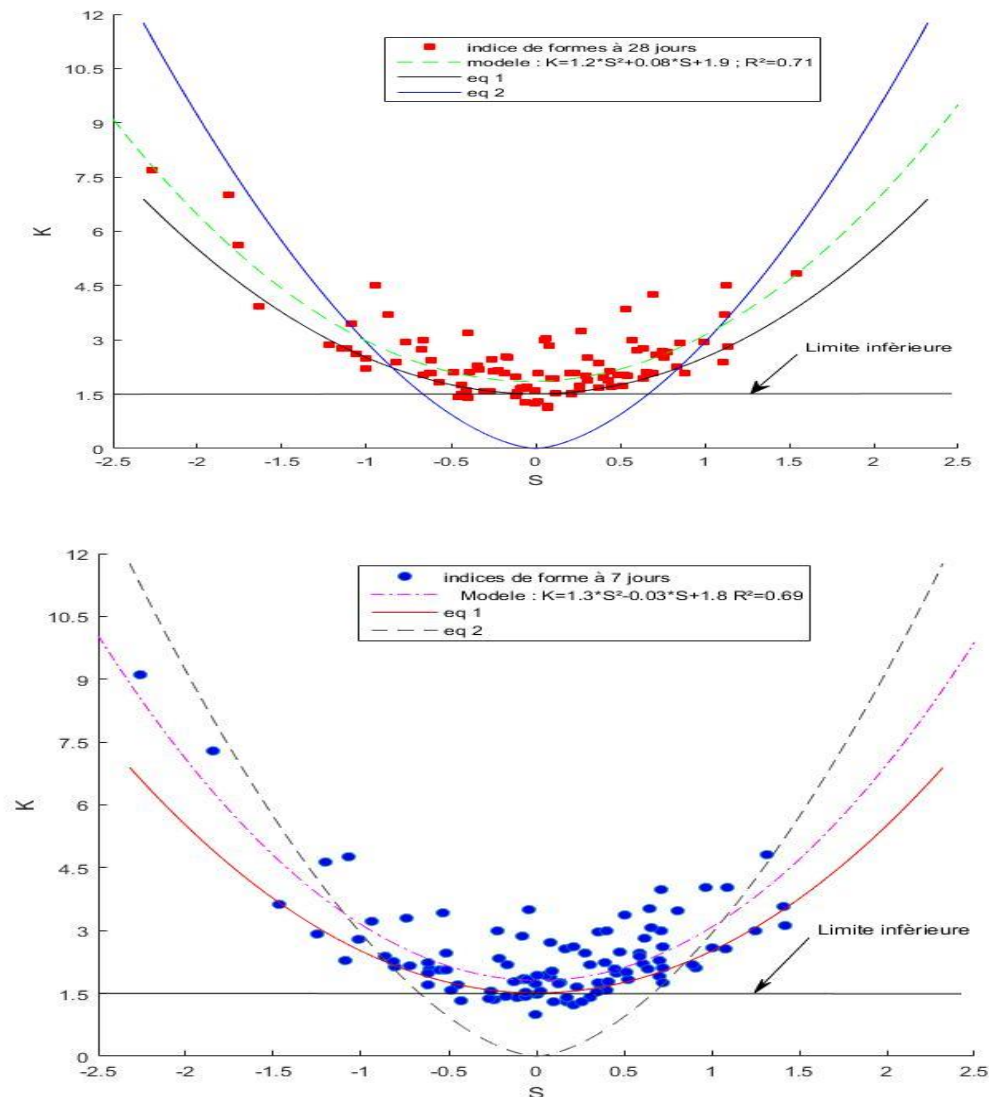 12
10.5
9
7.5
6
4.5
3
1.5
0
K
indice de formes à 28 jours
modele : K=1.2*S²+0.08*S+1.9 ; R²=0.71
eq 1
eq 2
Limite infèrieure
-2.5 -2 -1.5 -1 -0.5 0 0.5 1 1.5 2 2.5
S
12
10.5
9
7.5
6
4.5
3
1.5
0
K
indices de forme à 7 jours
Modele : K=1.3*S²-0.03*S+1.8 R²=0.69
eq 1
eq 2
Limite infèrieure
-2.5 -2 -1.5 -1 -0.5 0 0.5 1 1.5 2 2.5
S